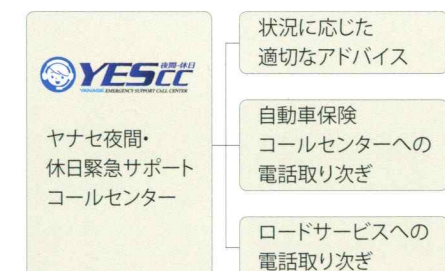 夜間・休日
YEScc
YANASE EMERGENCY SUPPORT CALL CENTER
ヤナセ夜間・
休日緊急サポート
コールセンター
状況に応じた
適切なアドバイス
自動車保険
コールセンターへの
電話取り次ぎ
ロードサービスへの
電話取り次ぎ